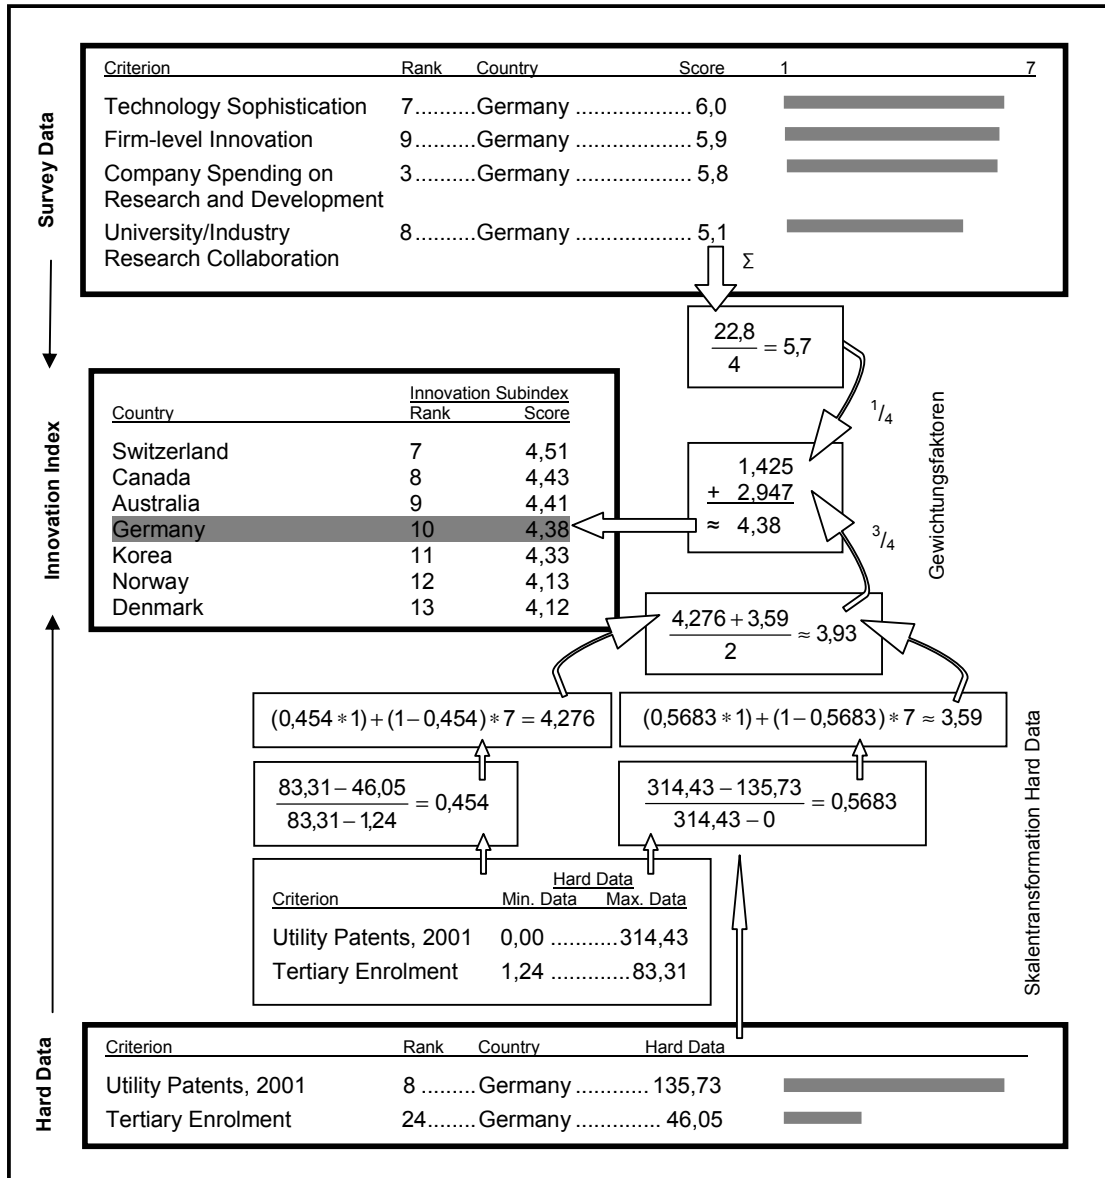 Criterion Rank Country Score 1 7
Technology Sophistication 7..........Germany ..................6,0
Firm-level Innovation 9..........Germany ..................5,9
Company Spending on 3..........Germany ..................5,8
Research and Development
University/Industry 8..........Germany ..................5,1
Research Collaboration
Survey Data
Σ
22,8
4
= 5,7
1/4
Innovation Subindex
Country Rank Score
Switzerland 7 4,51
Canada 8 4,43
Australia 9 4,41
Germany 10 4,38
Korea 11 4,33
Norway 12 4,13
Denmark 13 4,12
Innovation Index
1,425
+ 2,947
≈ 4,38
3/4
Gewichtungsfaktoren
4,276 + 3,59
2
≈ 3,93
(0,454 * 1) + (1 − 0,454) * 7 = 4,276
(0,5683 * 1) + (1 − 0,5683) * 7 ≈ 3,59
83,31 − 46,05
83,31 − 1,24
= 0,454
314,43 − 135,73
314,43 − 0
= 0,5683
Skalentransformation Hard Data
Hard Data
Criterion Min. Data Max. Data
Utility Patents, 2001 0,00 ...........314,43
Tertiary Enrolment 1,24 .............83,31
Hard Data
Criterion Rank Country Hard Data
Utility Patents, 2001 8 ........Germany ............ 135,73
Tertiary Enrolment 24........Germany .............. 46,05